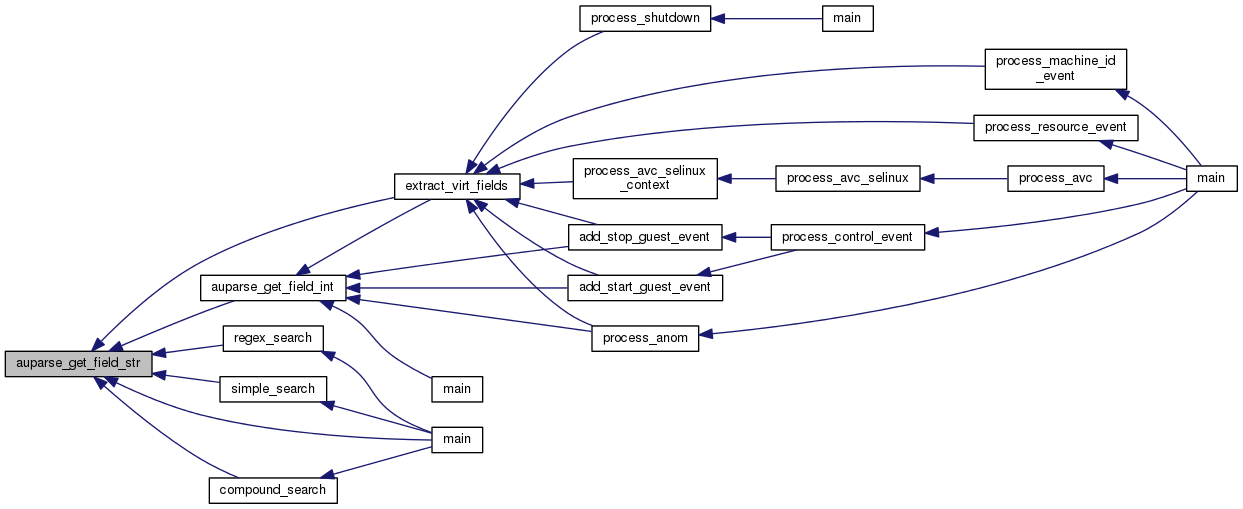 process_shutdown
main
process_machine_id
_event
process_resource_event
extract_virt_fields
process_avc_selinux
_context
process_avc_selinux
process_avc
main
add_stop_guest_event
process_control_event
auparse_get_field_int
add_start_guest_event
regex_search
process_anom
auparse_get_field_str
simple_search
main
main
compound_search